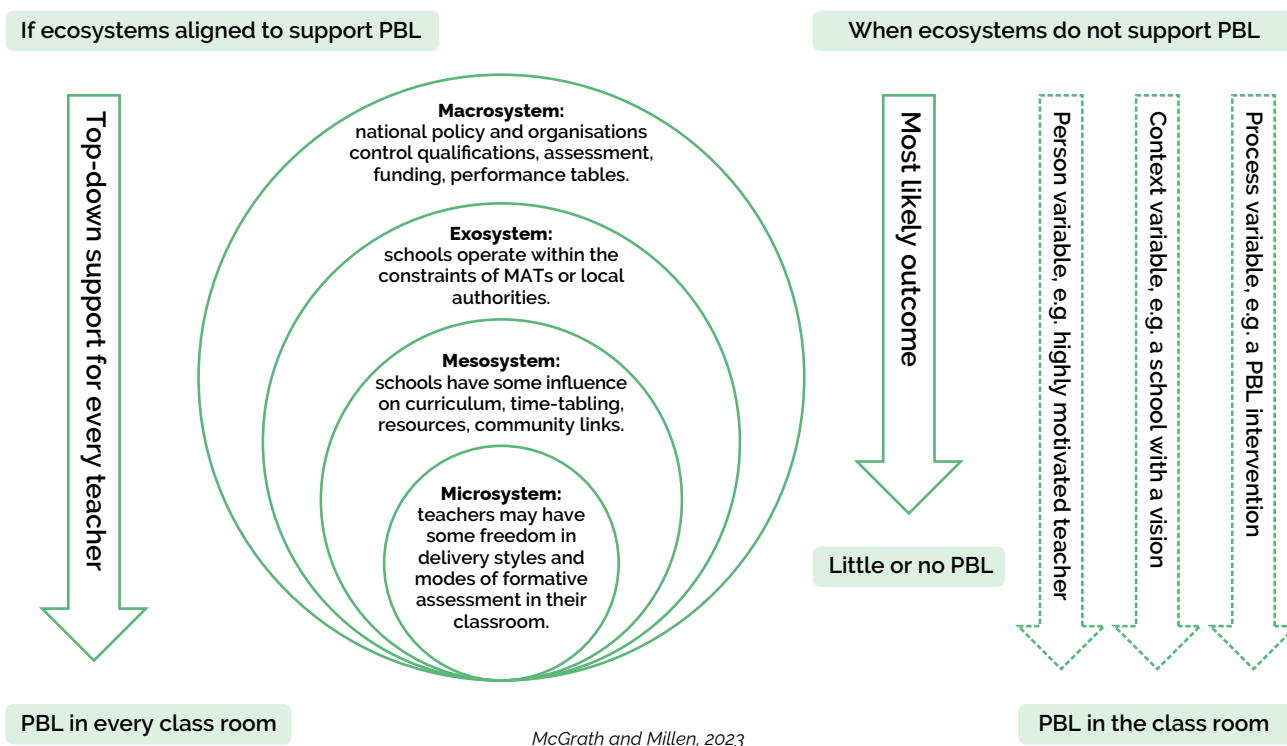 If ecosystems aligned to support PBL
When ecosystems do not support PBL
Top-down support for every teacher
Macrosystem:
national policy and organisations
control qualifications, assessment,
funding, performance tables.
Exosystem:
schools operate within the
constraints of MATs or local
authorities.
Mesosystem:
schools have some influence
on curriculum, time-tabling,
resources, community links.
Microsystem:
teachers may have
some freedom in
delivery styles and
modes of formative
assessment in their
classroom.
Most likely outcome
Little or no PBL
Person variable, e.g. highly motivated teacher
Context variable, e.g. a school with a vision
Process variable, e.g. a PBL intervention
PBL in every class room
PBL in the class room
McGrath and Millen, 2023